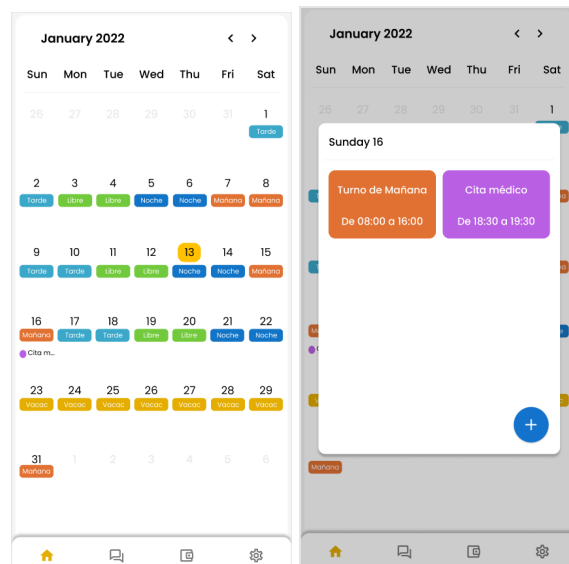 January 2022
Sun Mon Tue Wed Thu Fri Sat
26 27 28 29 30 31 1
Tarde
2 3 4 5 6 7 8
Tarde Libre Libre Noche Noche Mañana Mañana
9 10 11 12 13 14 15
Tarde Tarde Libre Libre Noche Noche Mañana
16 17 18 19 20 21 22
Mañana Tarde Tarde Libre Libre Noche Noche
Cita m...
23 24 25 26 27 28 29
Vacac Vacac Vacac Vacac Vacac Vacac Vacac
31 1 2 3 4 5 6
Mañana
January 2022
Sun Mon Tue Wed Thu Fri Sat
26 27 28 29 30 31 1
Sunday 16
Turno de Mañana
De 08:00 a 16:00
Cita médico
De 18:30 a 19:30
Mañana